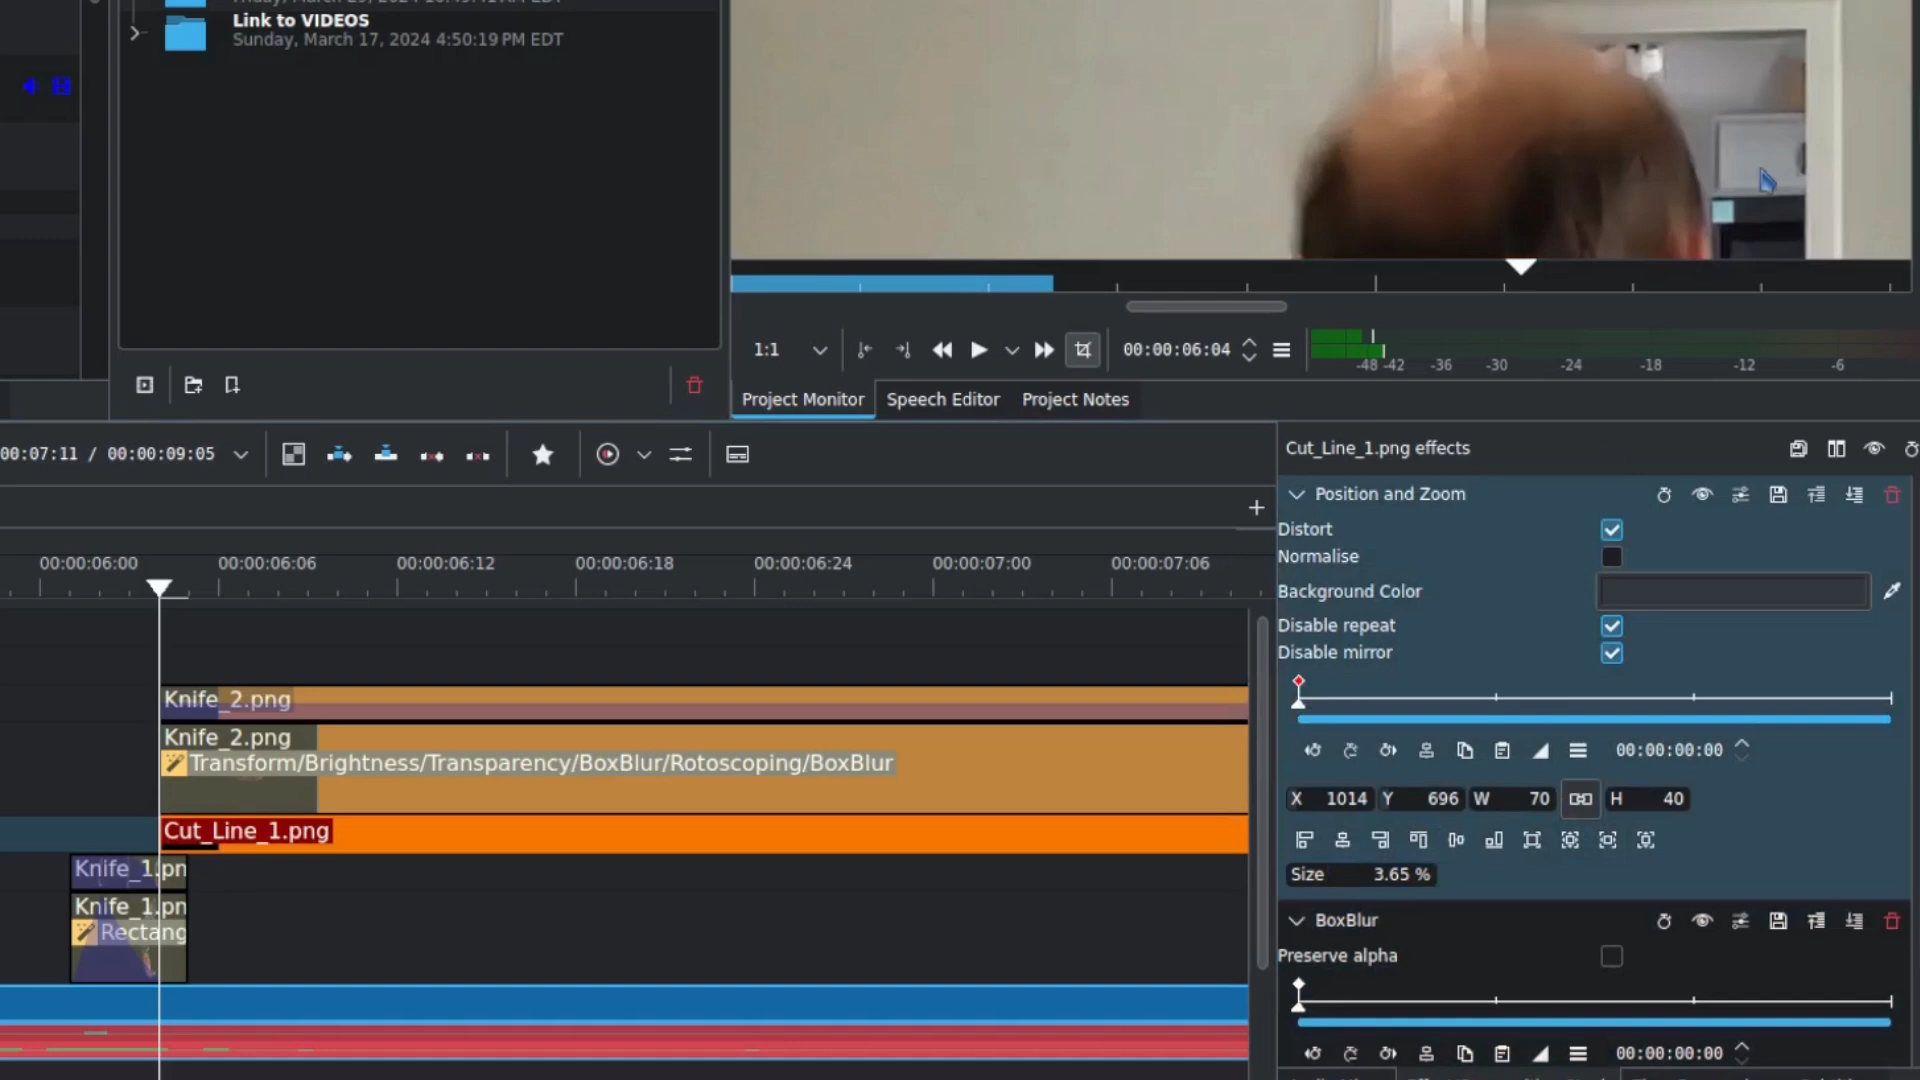 Link to VIDEOS
Sunday, March 17, 2024 4:50:19 PM EDT
1:1
00:00:06:04
-48 -42 -36 -30 -24 -18 -12 -6
Project Monitor
Speech Editor
Project Notes
00:07:11 / 00:00:09:05
Cut_Line_1.png effects
Position and Zoom
Distort
Normalise
Background Color
Disable repeat
Disable mirror
00:00:00:00
X 1014 Y 696 W 70 H 40
Size 3.65 %
BoxBlur
Preserve alpha
00:00:00:00
00:00:06:00 00:00:06:06 00:00:06:12 00:00:06:18 00:00:06:24 00:00:07:00 00:00:07:06
Knife_2.png
Knife_2.png
Transform/Brightness/Transparency/BoxBlur/Rotoscoping/BoxBlur
Cut_Line_1.png
Knife_1.pn
Knife_1.pn
Rectang